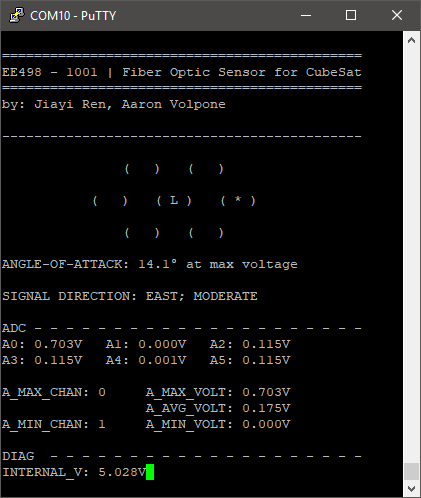 COM10 - PuTTY
=============================================
EE498 - 1001 | Fiber Optic Sensor for CubeSat
=============================================
by: Jiayi Ren, Aaron Volpone
---------------------------------------------
(   )   (   )
(   )   ( L )   ( * )
(   )   (   )
ANGLE-OF-ATTACK: 14.1° at max voltage
SIGNAL DIRECTION: EAST; MODERATE
ADC - - - - - - - - - - - - - - - - - - - - -
A0: 0.703V   A1: 0.000V   A2: 0.115V
A3: 0.115V   A4: 0.001V   A5: 0.115V
A_MAX_CHAN: 0     A_MAX_VOLT: 0.703V
A_AVG_VOLT: 0.175V
A_MIN_CHAN: 1     A_MIN_VOLT: 0.000V
DIAG  - - - - - - - - - - - - - - - - - - - -
INTERNAL_V: 5.028V